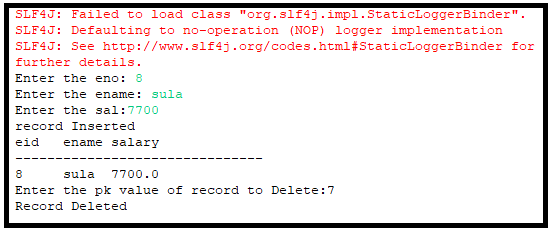 SLF4J: Failed to load class "org.slf4j.impl.StaticLoggerBinder".
SLF4J: Defaulting to no-operation (NOP) logger implementation
SLF4J: See http://www.slf4j.org/codes.html#StaticLoggerBinder for
further details.
Enter the eno: 8
Enter the ename: sula
Enter the sal:7700
record Inserted
eid   ename salary
-------------------------------
8     sula  7700.0
Enter the pk value of record to Delete:7
Record Deleted